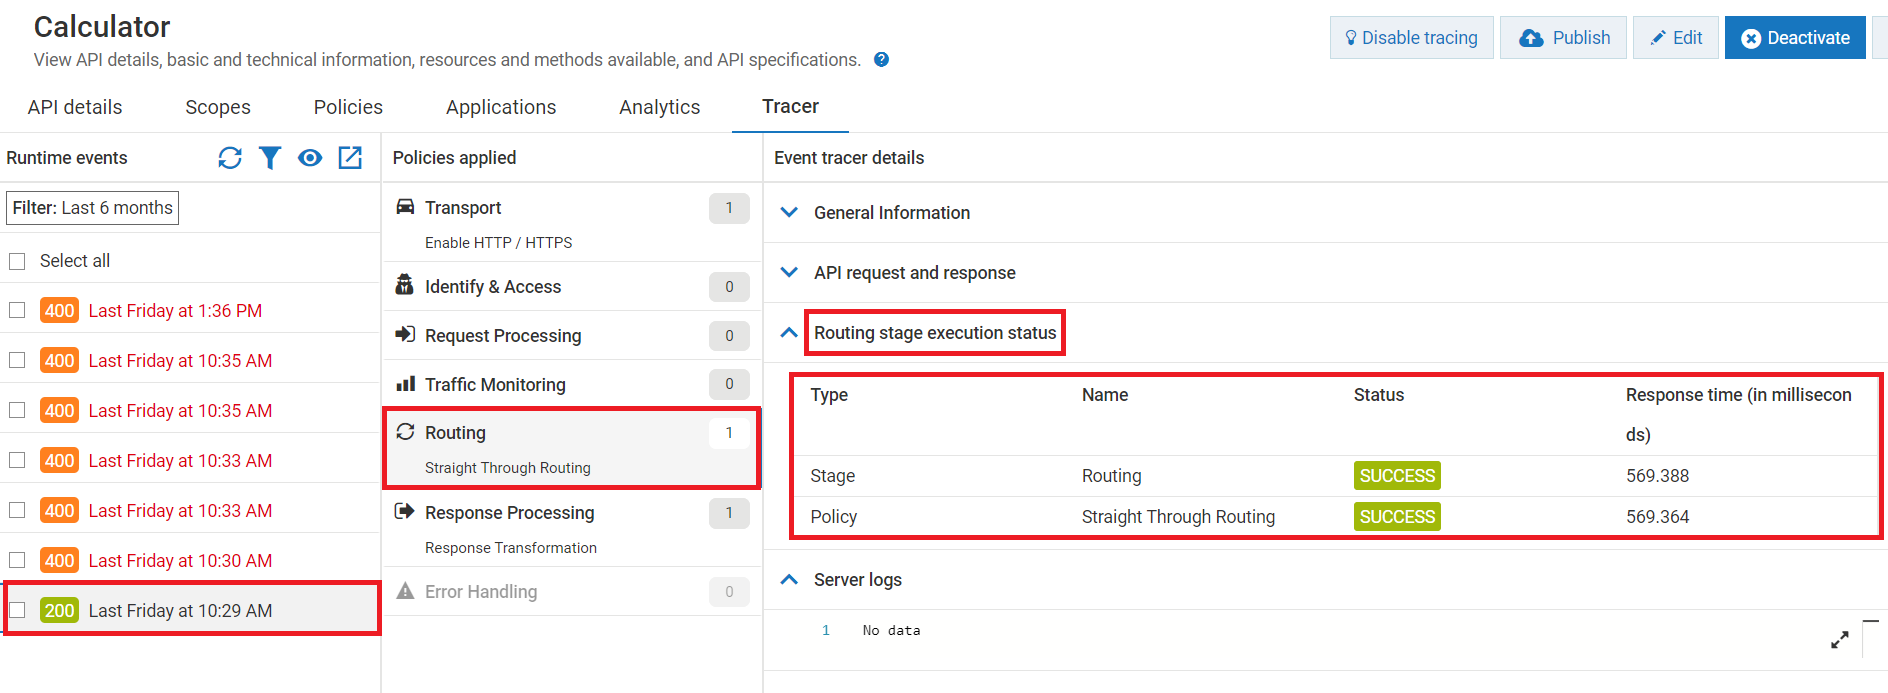 Calculator
View API details, basic and technical information, resources and methods available, and API specifications. ?
Disable tracing
Publish
Edit
Deactivate
API details
Scopes
Policies
Applications
Analytics
Tracer
Runtime events
Filter: Last 6 months
Select all
400 Last Friday at 1:36 PM
400 Last Friday at 10:35 AM
400 Last Friday at 10:35 AM
400 Last Friday at 10:33 AM
400 Last Friday at 10:33 AM
400 Last Friday at 10:30 AM
200 Last Friday at 10:29 AM
Policies applied
Transport 1
Enable HTTP / HTTPS
Identify & Access 0
Request Processing 0
Traffic Monitoring 0
Routing 1
Straight Through Routing
Response Processing 1
Response Transformation
Error Handling 0
Event tracer details
General Information
API request and response
Routing stage execution status
Type Name Status Response time (in millisecon
ds)
Stage Routing SUCCESS 569.388
Policy Straight Through Routing SUCCESS 569.364
Server logs
1 No data